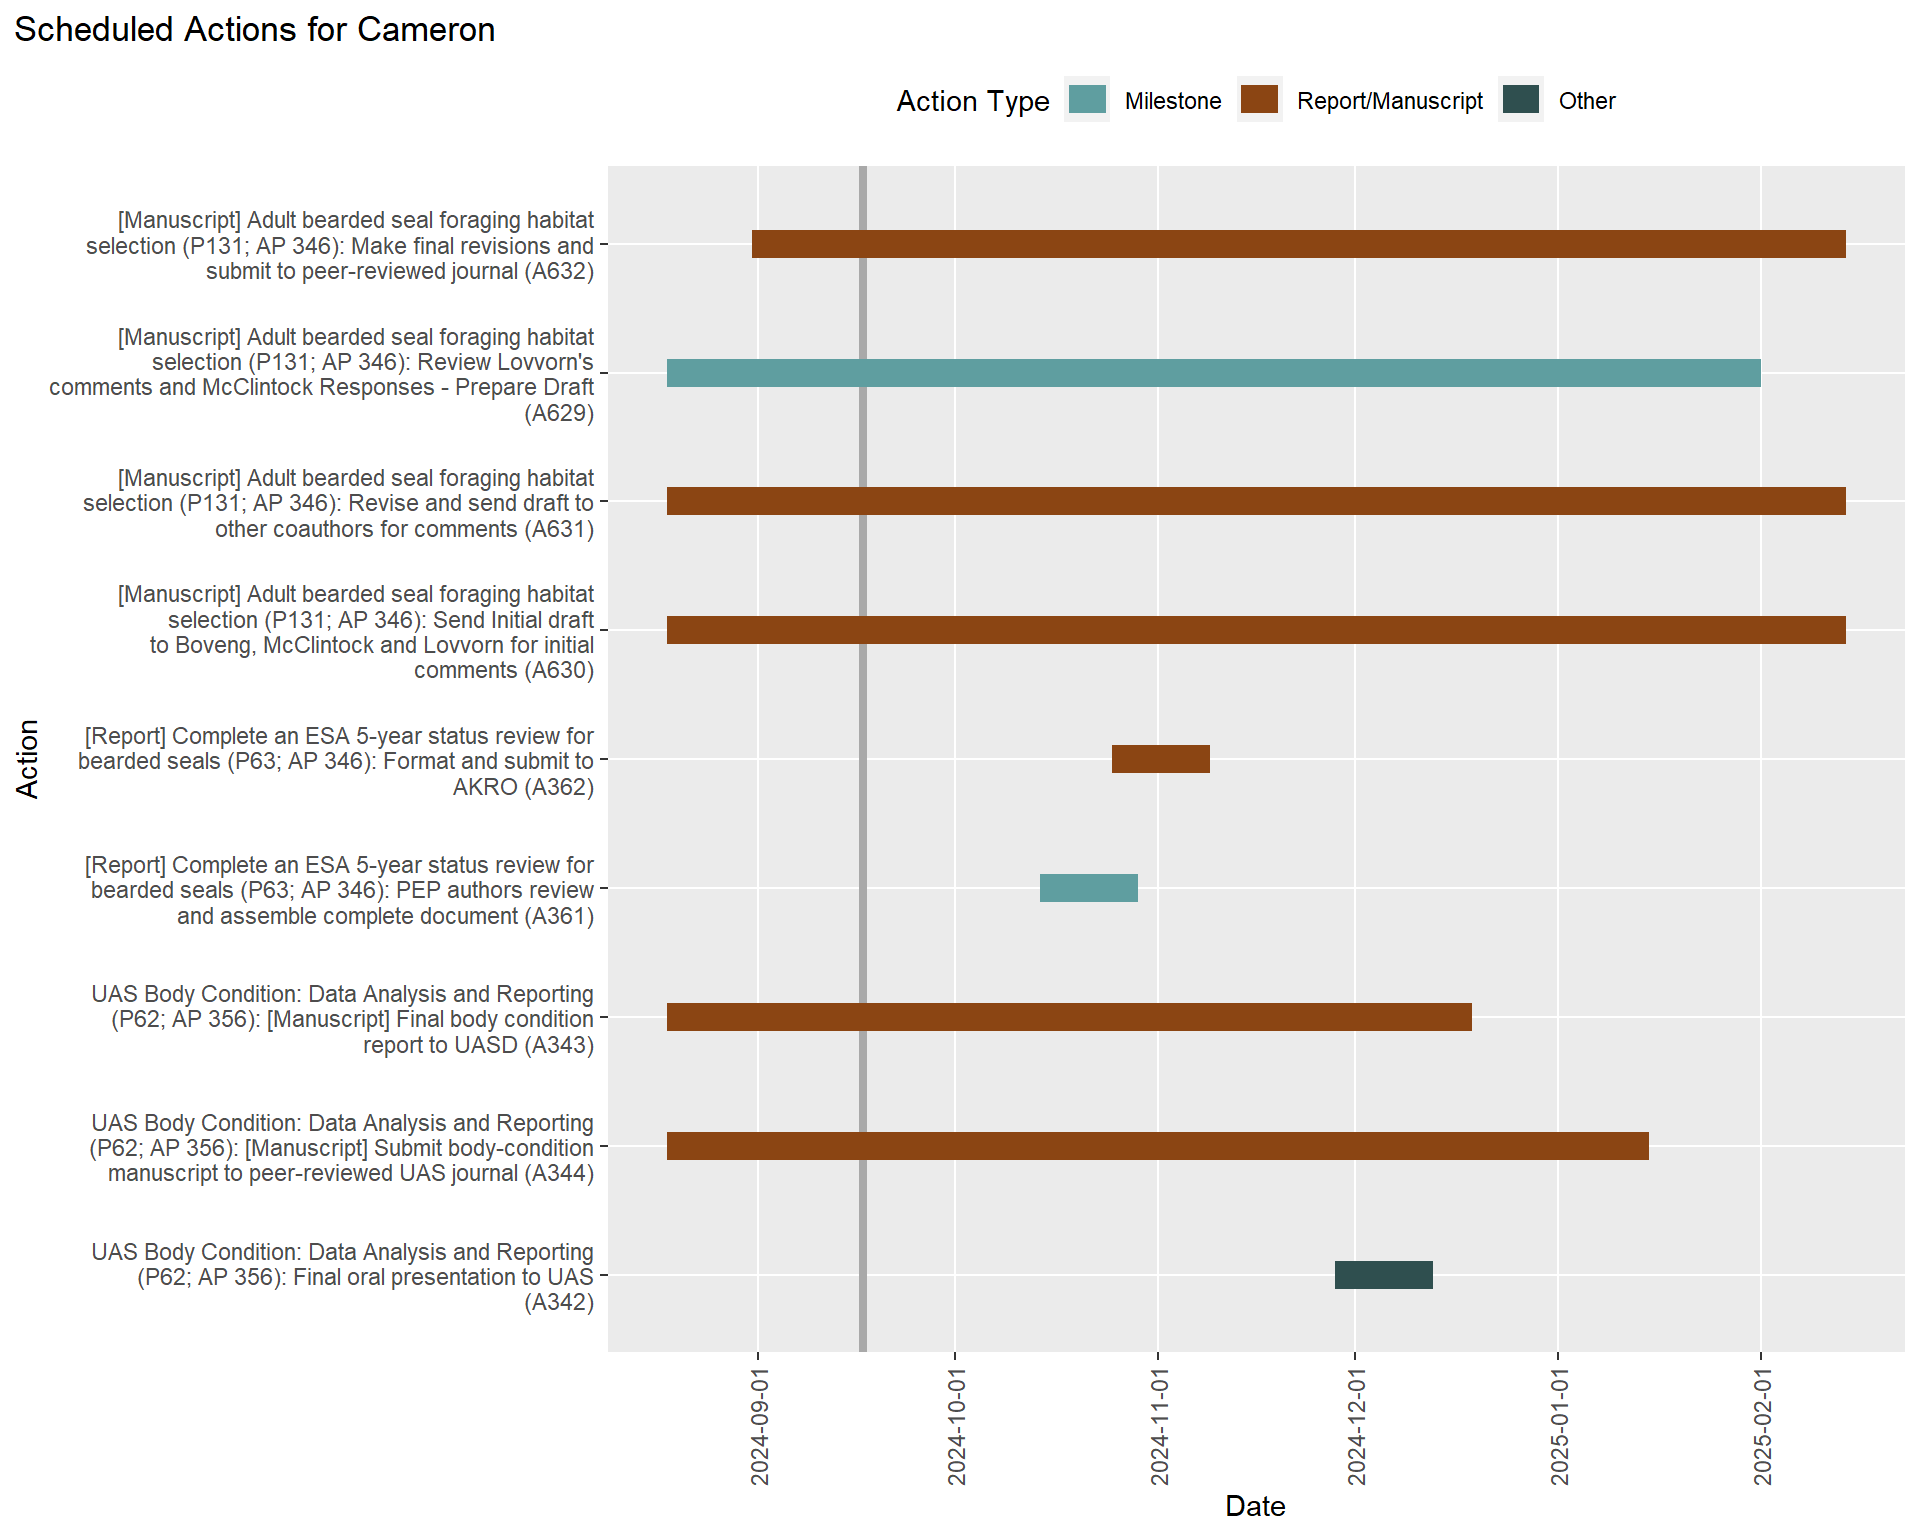 Scheduled Actions for Cameron
Action Type
Milestone
Report/Manuscript
Other
[Manuscript] Adult bearded seal foraging habitat
selection (P131; AP 346): Make final revisions and
submit to peer-reviewed journal (A632)
[Manuscript] Adult bearded seal foraging habitat
selection (P131; AP 346): Review Lovvorn's
comments and McClintock Responses - Prepare Draft
(A629)
[Manuscript] Adult bearded seal foraging habitat
selection (P131; AP 346): Revise and send draft to
other coauthors for comments (A631)
[Manuscript] Adult bearded seal foraging habitat
selection (P131; AP 346): Send Initial draft
to Boveng, McClintock and Lovvorn for initial
comments (A630)
[Report] Complete an ESA 5-year status review for
bearded seals (P63; AP 346): Format and submit to
AKRO (A362)
[Report] Complete an ESA 5-year status review for
bearded seals (P63; AP 346): PEP authors review
and assemble complete document (A361)
UAS Body Condition: Data Analysis and Reporting
(P62; AP 356): [Manuscript] Final body condition
report to UASD (A343)
UAS Body Condition: Data Analysis and Reporting
(P62; AP 356): [Manuscript] Submit body-condition
manuscript to peer-reviewed UAS journal (A344)
UAS Body Condition: Data Analysis and Reporting
(P62; AP 356): Final oral presentation to UAS
(A342)
Action
2024-09-01
2024-10-01
2024-11-01
2024-12-01
2025-01-01
2025-02-01
Date